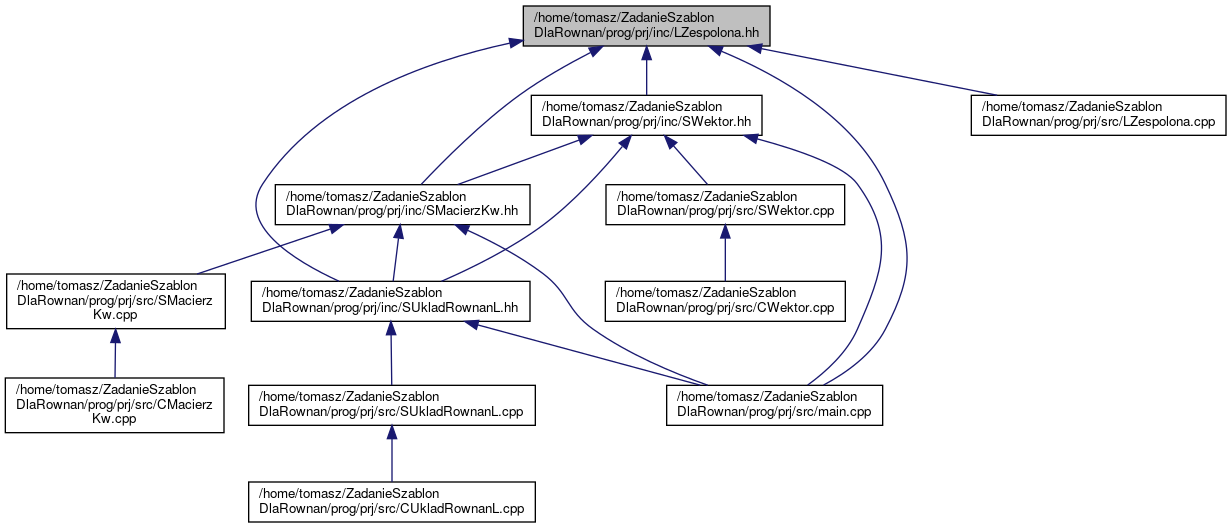 /home/tomasz/ZadanieSzablon
DlaRownan/prog/prj/inc/LZespolona.hh
/home/tomasz/ZadanieSzablon
DlaRownan/prog/prj/inc/SWektor.hh
/home/tomasz/ZadanieSzablon
DlaRownan/prog/prj/src/LZespolona.cpp
/home/tomasz/ZadanieSzablon
DlaRownan/prog/prj/inc/SMacierzKw.hh
/home/tomasz/ZadanieSzablon
DlaRownan/prog/prj/src/SWektor.cpp
/home/tomasz/ZadanieSzablon
DlaRownan/prog/prj/src/SMacierz
Kw.cpp
/home/tomasz/ZadanieSzablon
DlaRownan/prog/prj/inc/SUkladRownanL.hh
/home/tomasz/ZadanieSzablon
DlaRownan/prog/prj/src/CWektor.cpp
/home/tomasz/ZadanieSzablon
DlaRownan/prog/prj/src/CMacierz
Kw.cpp
/home/tomasz/ZadanieSzablon
DlaRownan/prog/prj/src/SUkladRownanL.cpp
/home/tomasz/ZadanieSzablon
DlaRownan/prog/prj/src/main.cpp
/home/tomasz/ZadanieSzablon
DlaRownan/prog/prj/src/CUkladRownanL.cpp